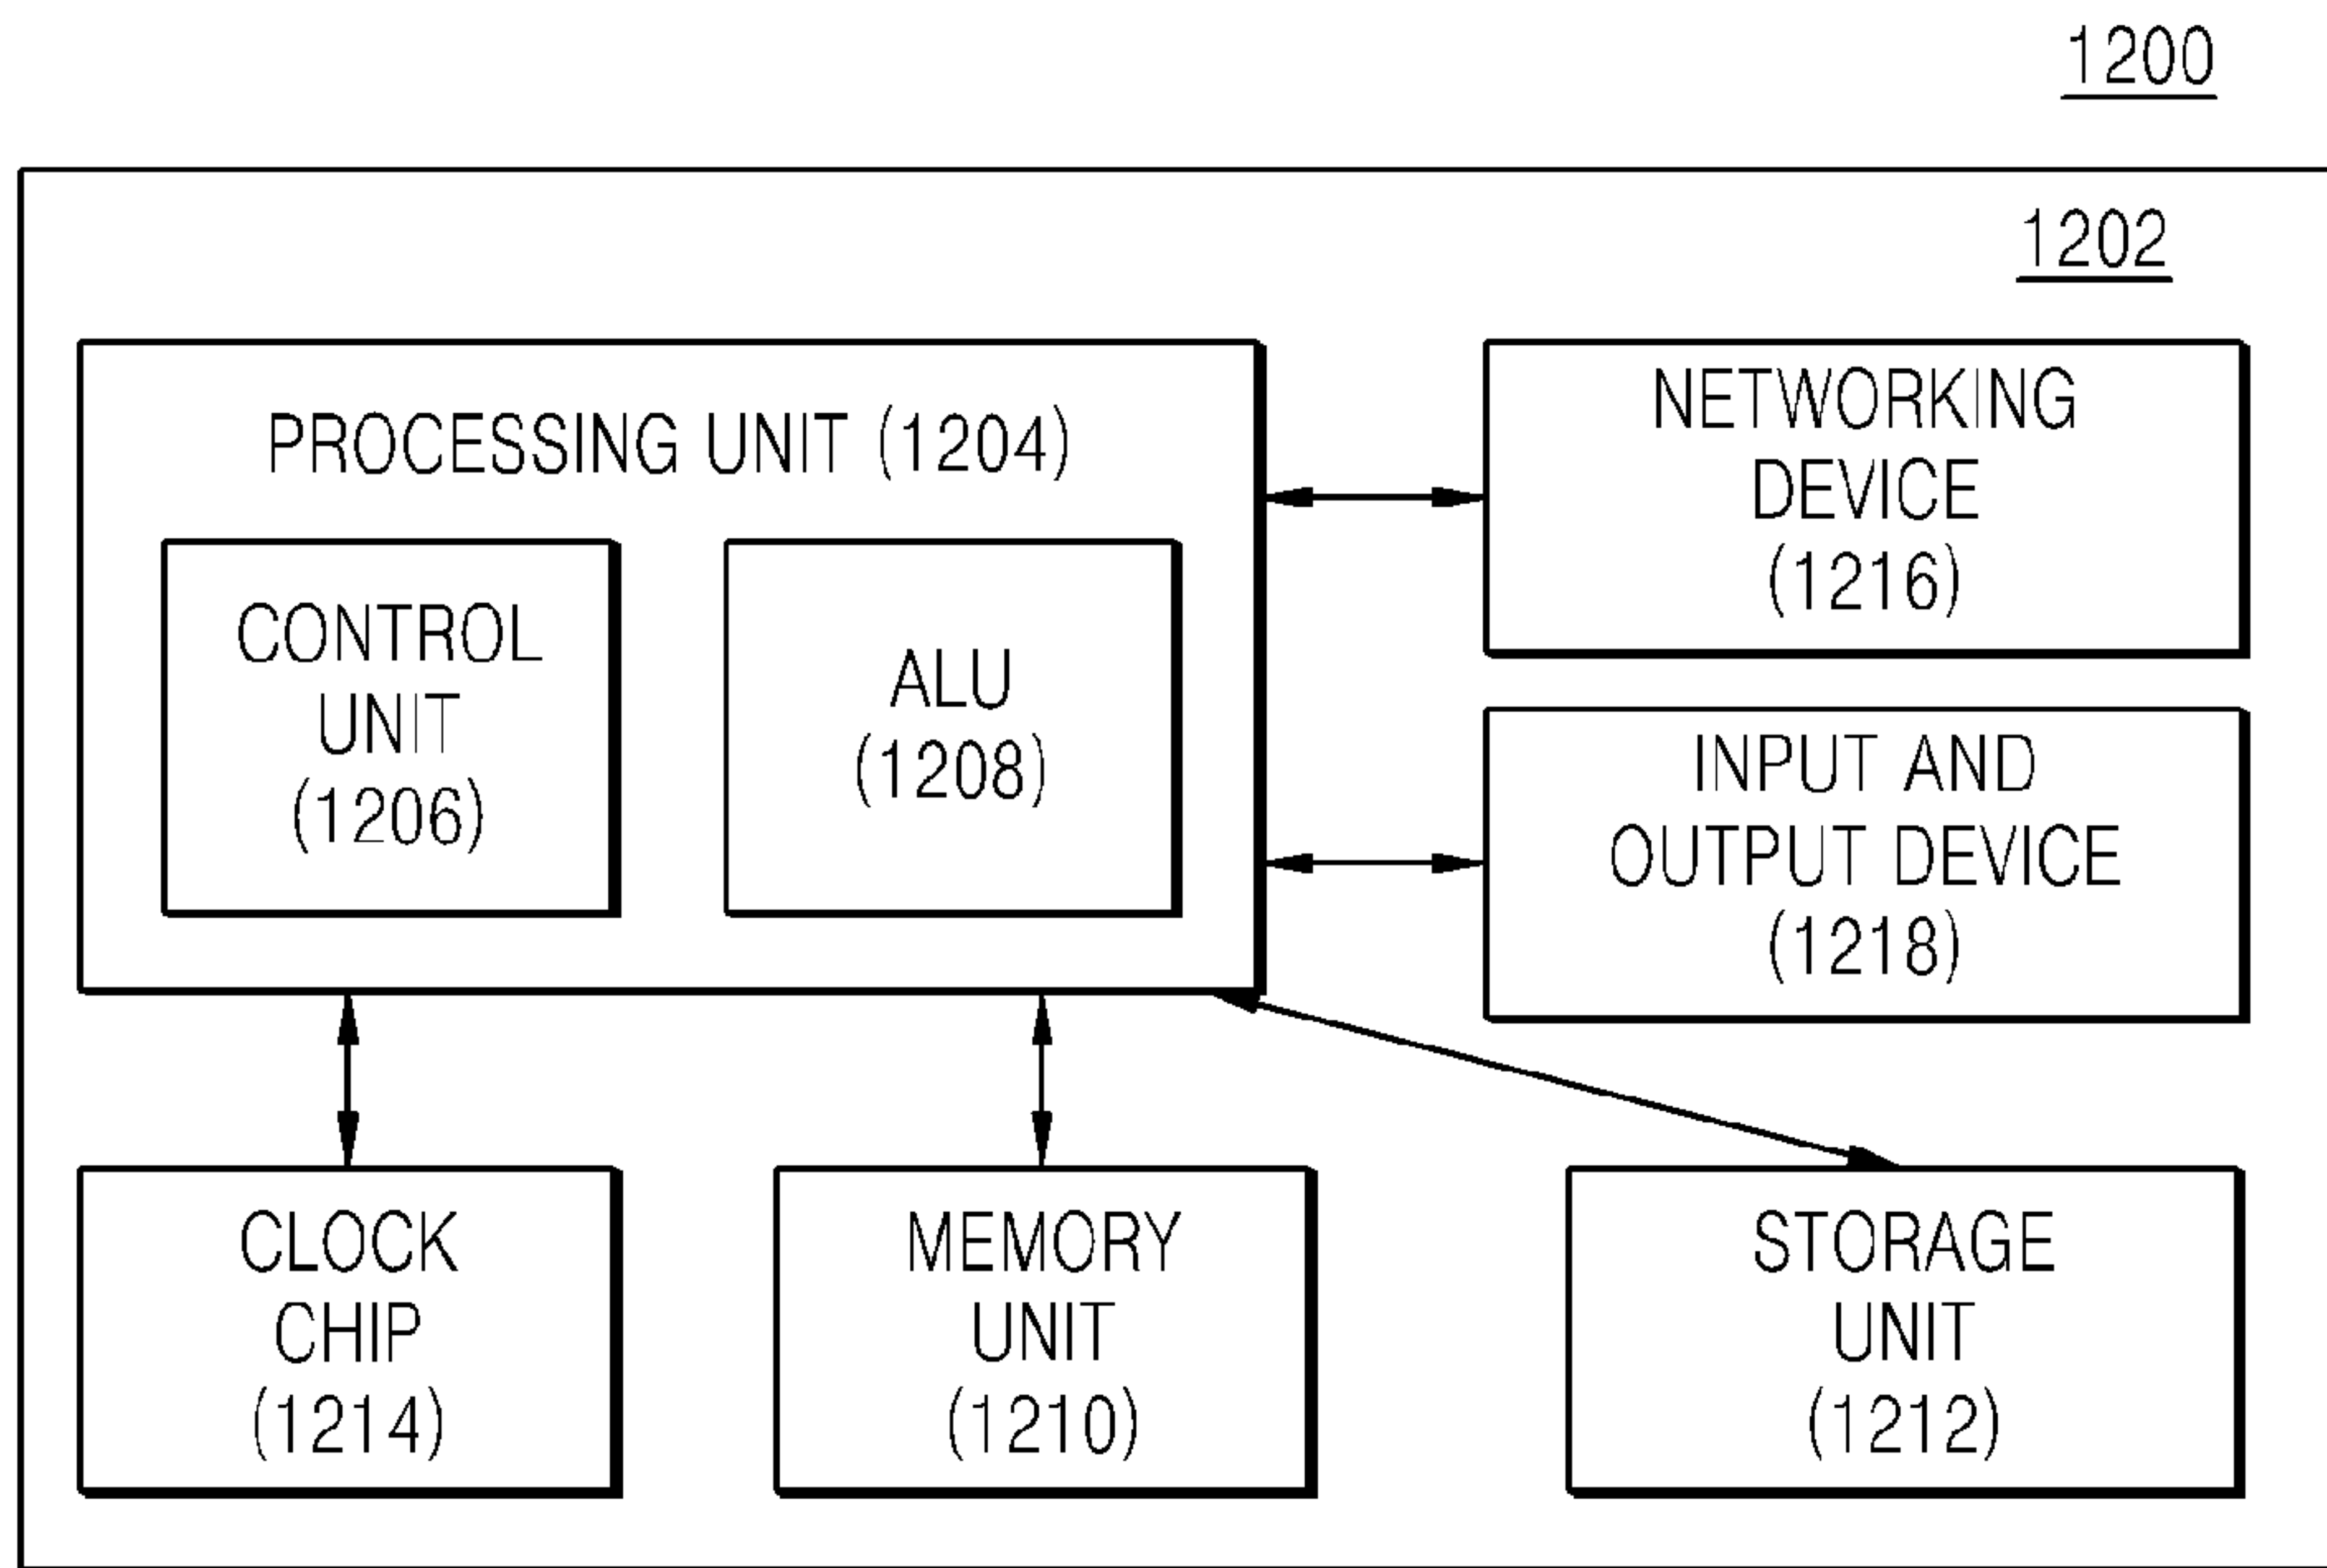 1200
1202
PROCESSING UNIT (1204)
CONTROL
UNIT
(1206)
ALU
(1208)
NETWORKING
DEVICE
(1216)
INPUT AND
OUTPUT DEVICE
(1218)
CLOCK
CHIP
(1214)
MEMORY
UNIT
(1210)
STORAGE
UNIT
(1212)